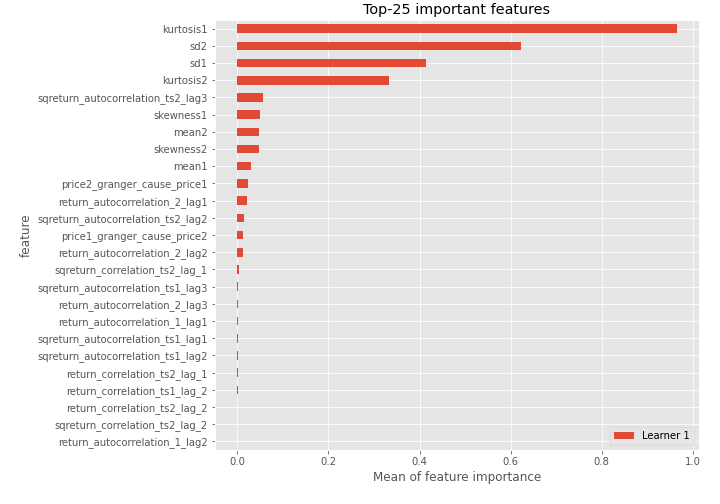 Top-25 important features
kurtosis1
sd2
sd1
kurtosis2
sqreturn_autocorrelation_ts2_lag3
skewness1
mean2
skewness2
mean1
price2_granger_cause_price1
return_autocorrelation_2_lag1
sqreturn_autocorrelation_ts2_lag2
price1_granger_cause_price2
return_autocorrelation_2_lag2
sqreturn_correlation_ts2_lag_1
sqreturn_autocorrelation_ts1_lag3
return_autocorrelation_2_lag3
return_autocorrelation_1_lag1
sqreturn_autocorrelation_ts1_lag1
sqreturn_autocorrelation_ts1_lag2
return_correlation_ts2_lag_1
return_correlation_ts1_lag_2
return_correlation_ts2_lag_2
sqreturn_correlation_ts2_lag_2
return_autocorrelation_1_lag2
feature
Learner 1
0.0 0.2 0.4 0.6 0.8 1.0
Mean of feature importance